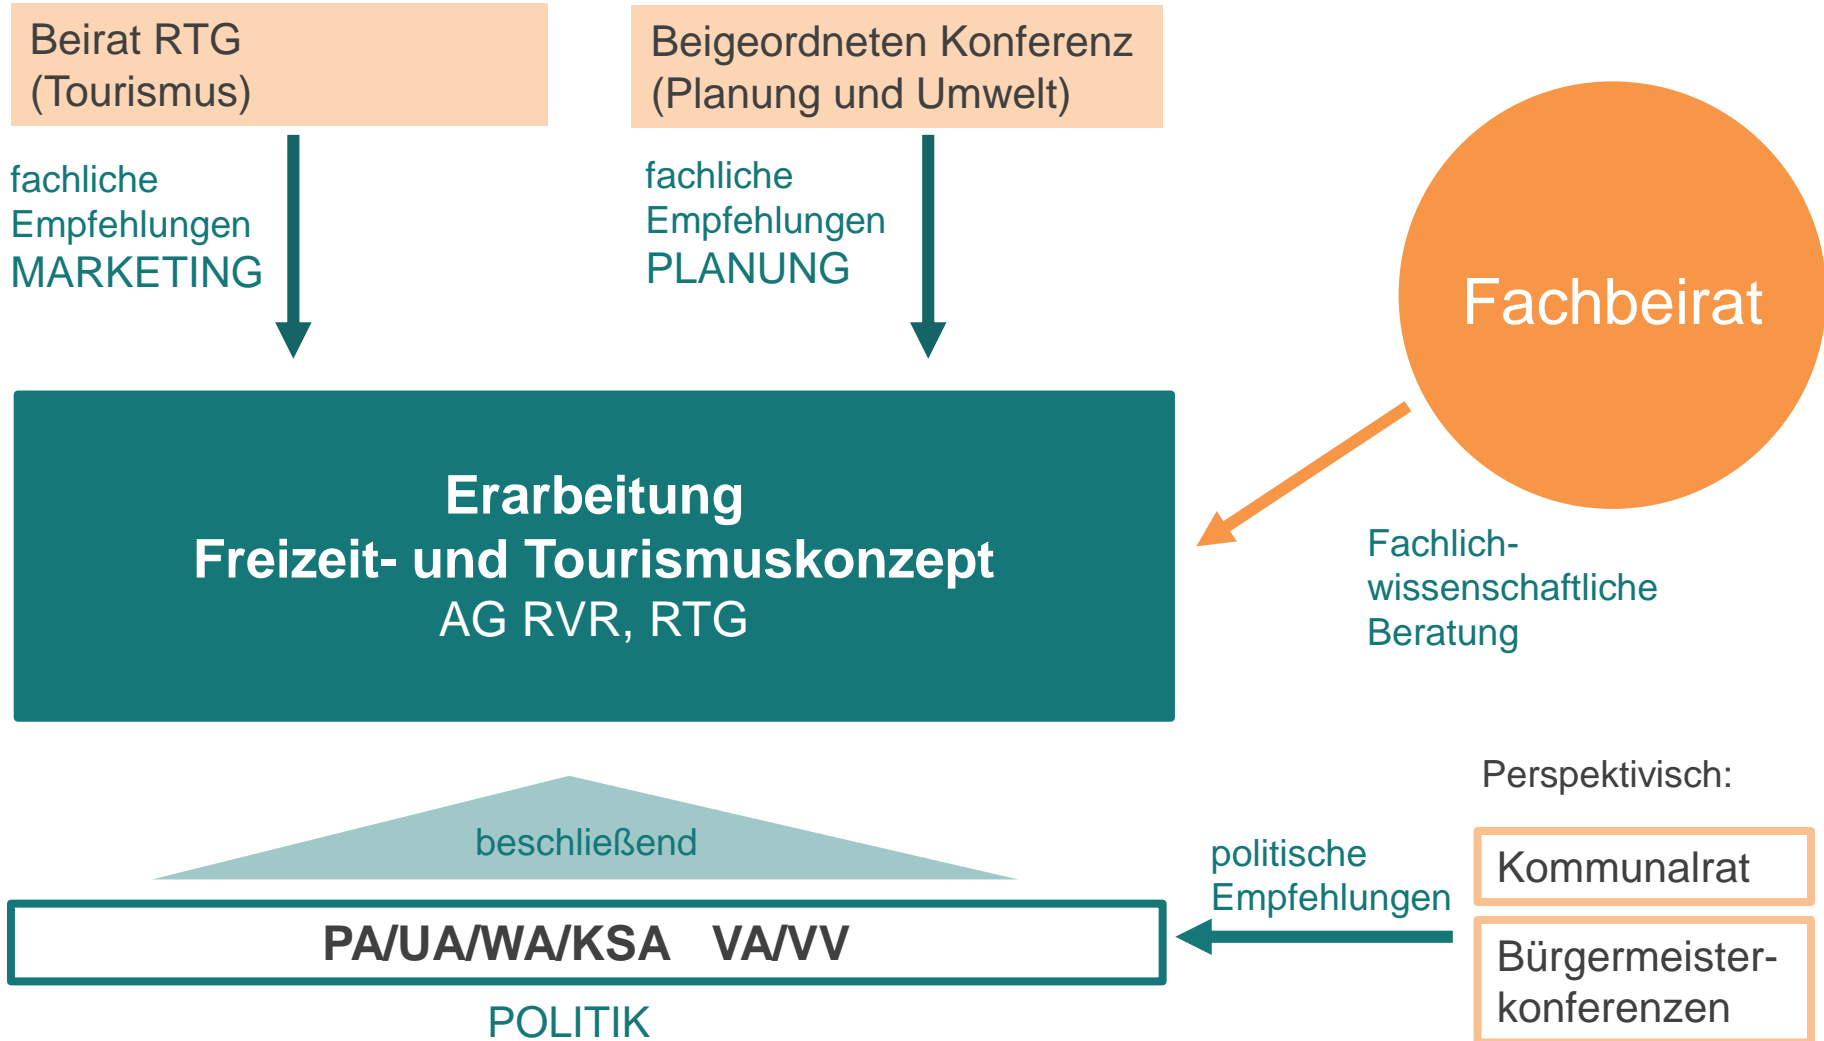 Beirat RTG
(Tourismus)
Beigeordneten Konferenz
(Planung und Umwelt)
fachliche
Empfehlungen
MARKETING
fachliche
Empfehlungen
PLANUNG
Fachbeirat
Erarbeitung
Freizeit- und Tourismuskonzept
AG RVR, RTG
Fachlich-
wissenschaftliche
Beratung
Perspektivisch:
beschließend
politische
Empfehlungen
Kommunalrat
PA/UA/WA/KSA VA/VV
Bürgermeister-
konferenzen
POLITIK